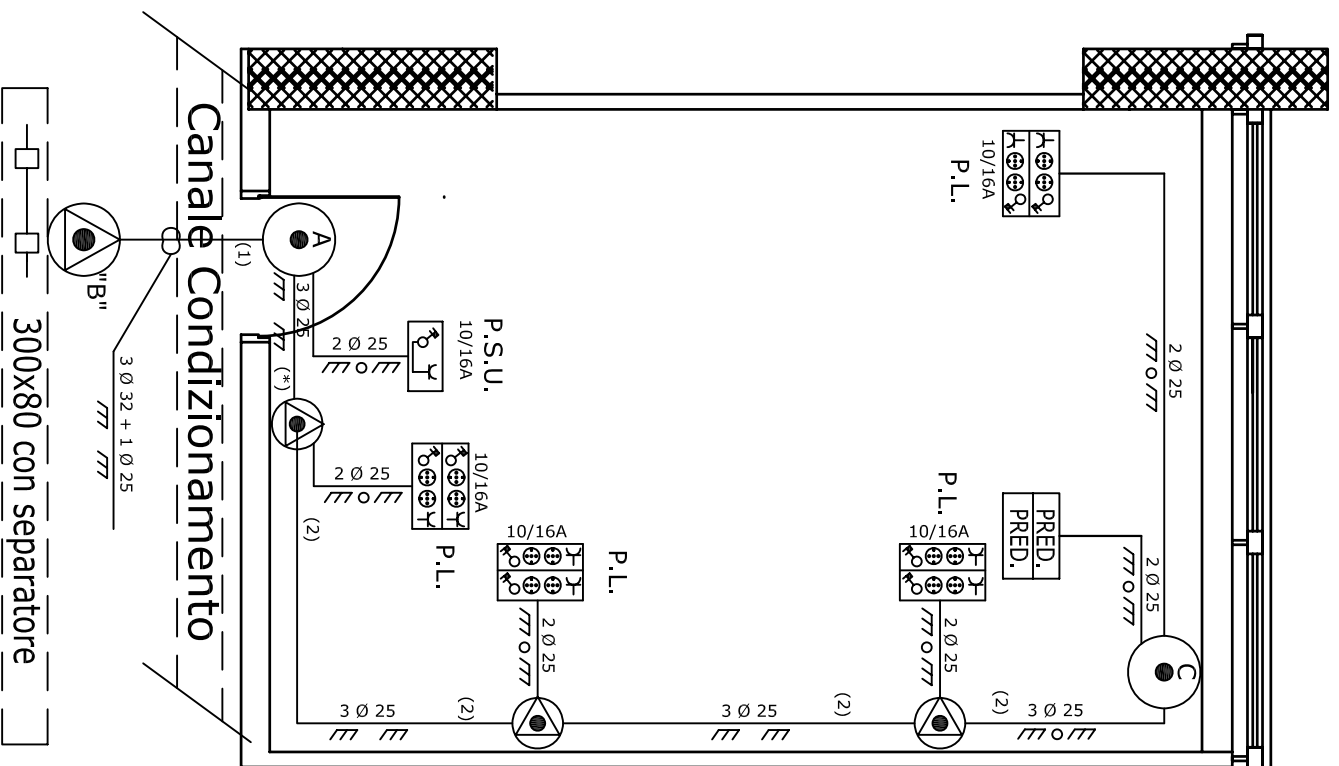 10/16A
P.L.
2 Ø 25
Canale Condizionamento
A
(1)
"B"
3 Ø 25
P.S.U.
10/16A
2 Ø 25
(*)
300x80 con separatore
3 Ø 32 + 1 Ø 25
10/16A
2 Ø 25
P.L.
(2)
10/16A
P.L.
2 Ø 25
P.L.
10/16A
2 Ø 25
PRED.
PRED.
2 Ø 25
C
3 Ø 25
(2)
3 Ø 25
(2)
(2)
3 Ø 25